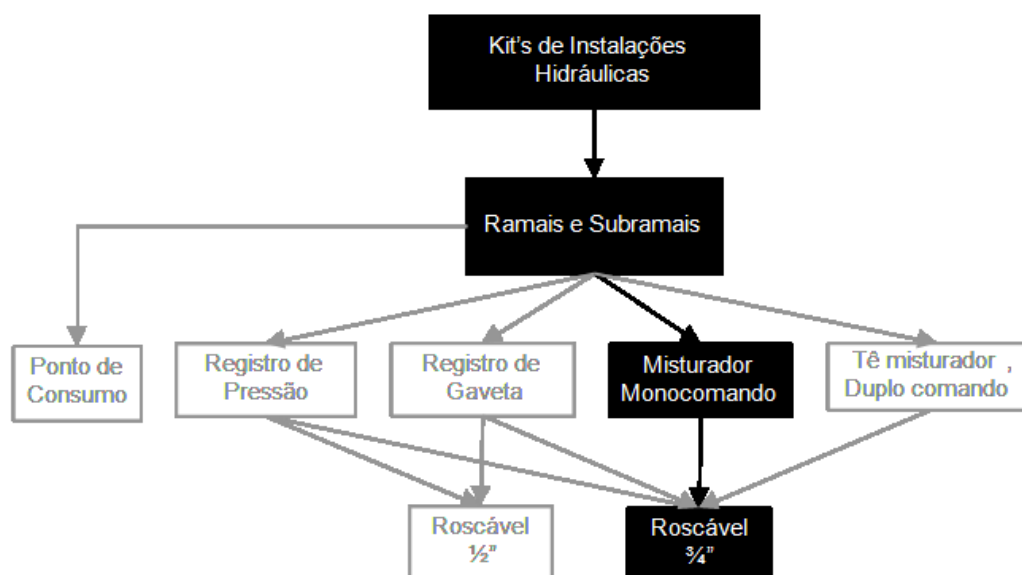 Kit's de Instalações
Hidráulicas
Ramais e Subramais
Ponto de
Consumo
Registro de
Pressão
Registro de
Gaveta
Misturador
Monocomando
Tê misturador ,
Duplo comando
Roscável
½"
Roscável
¾"